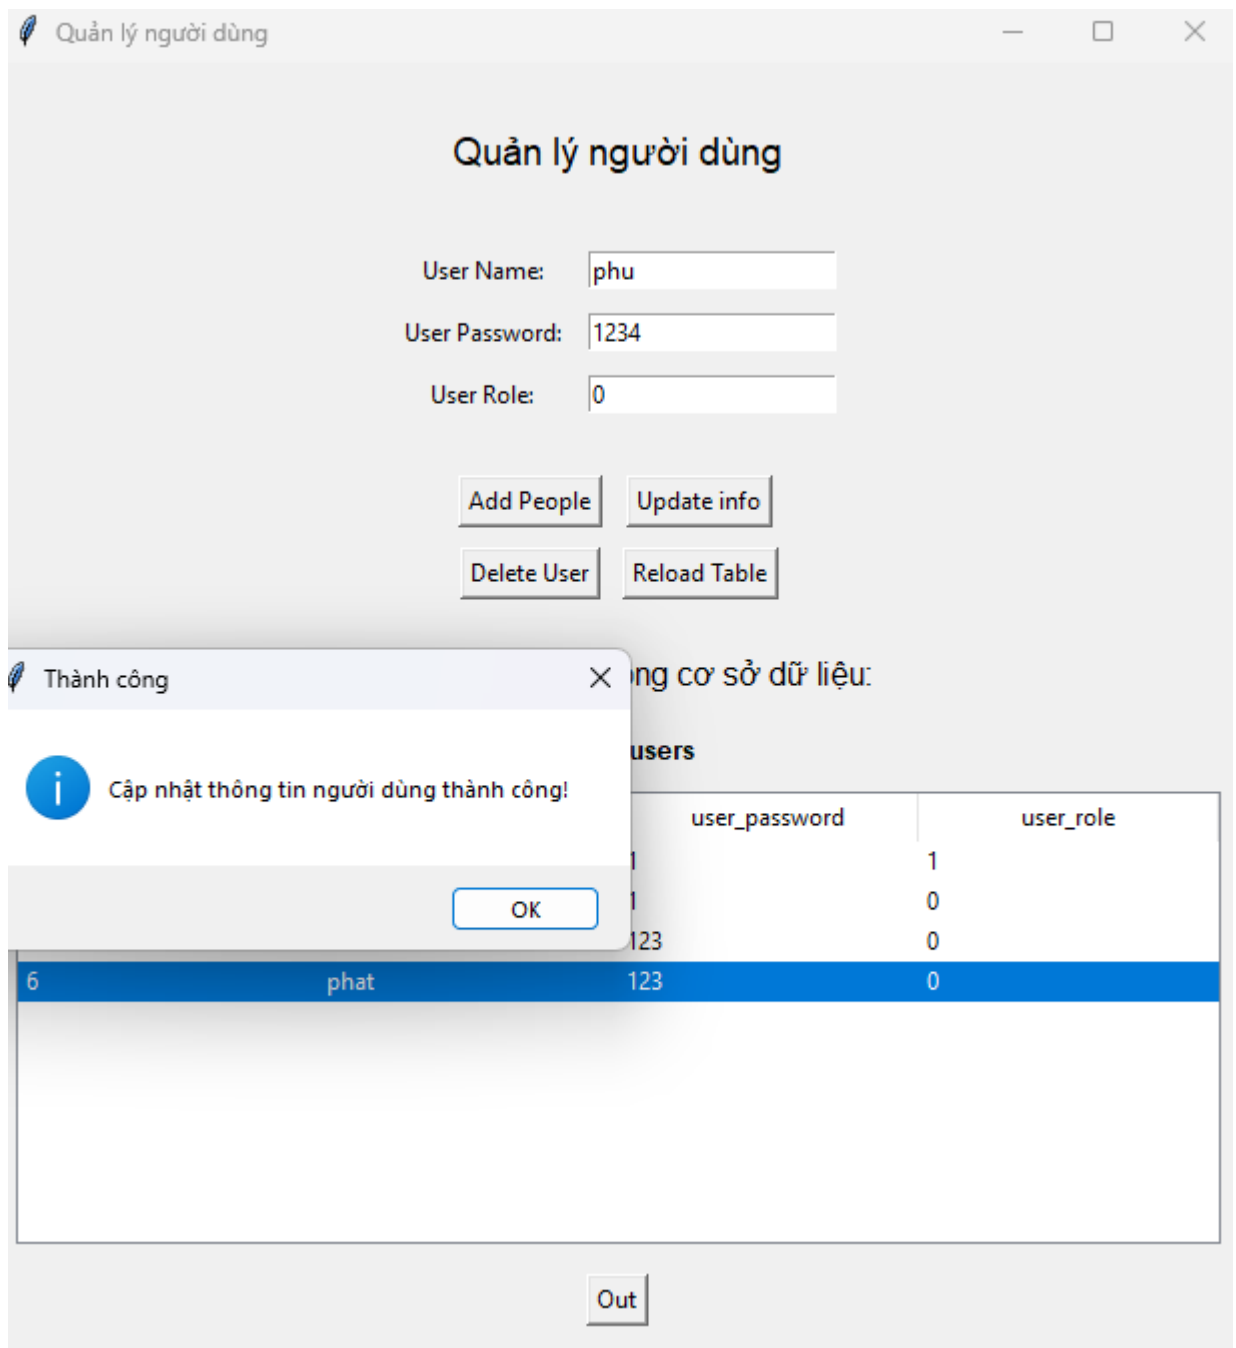 Quản lý người dùng
Quản lý người dùng
User Name: phu
User Password: 1234
User Role: 0
Add People Update info
Delete User Reload Table
cơ sở dữ liệu:
Thành công
users
Cập nhật thông tin người dùng thành công!
user_password user_role
1 1
1 0
OK
123 0
6 phat 123 0
Out